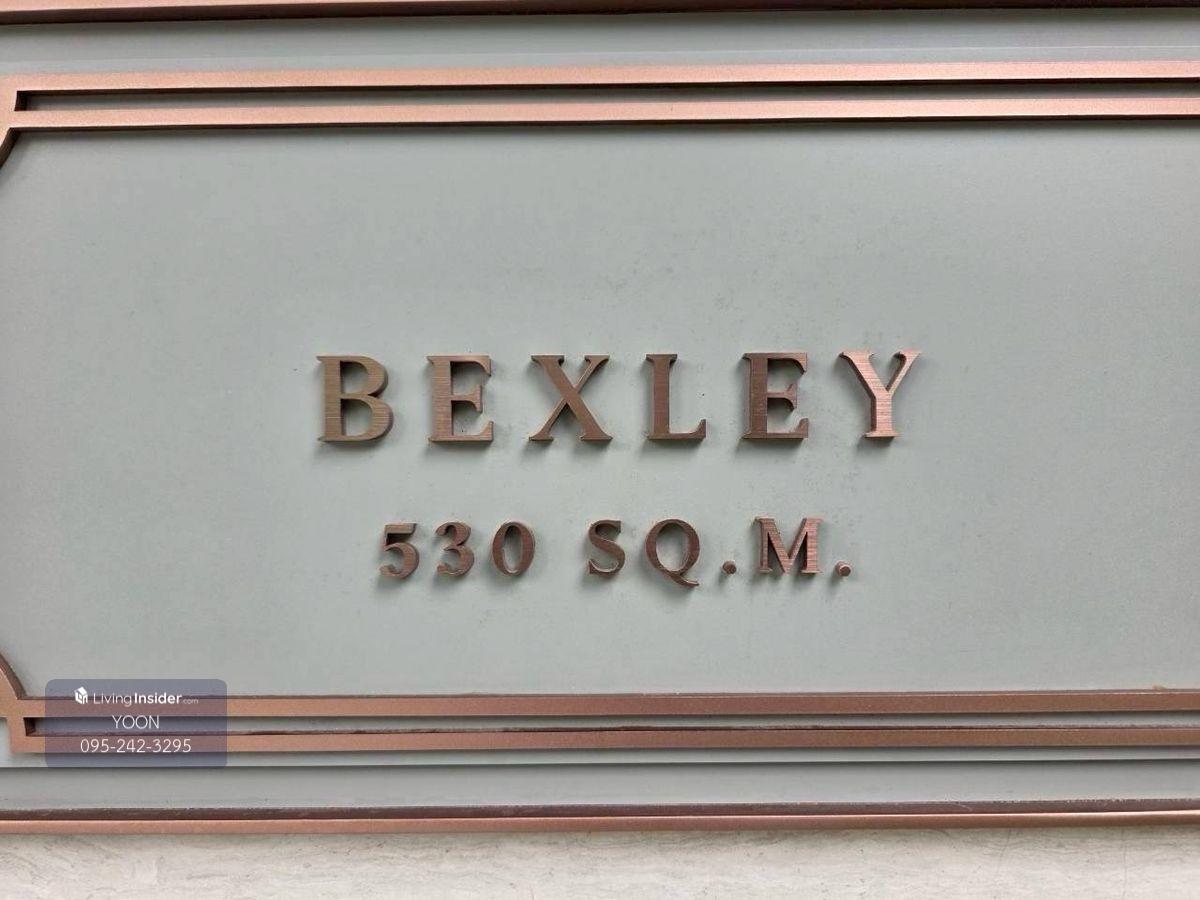 BEXLEY
530 SQ.M.
LivingInsider.com
YOON
095-242-3295